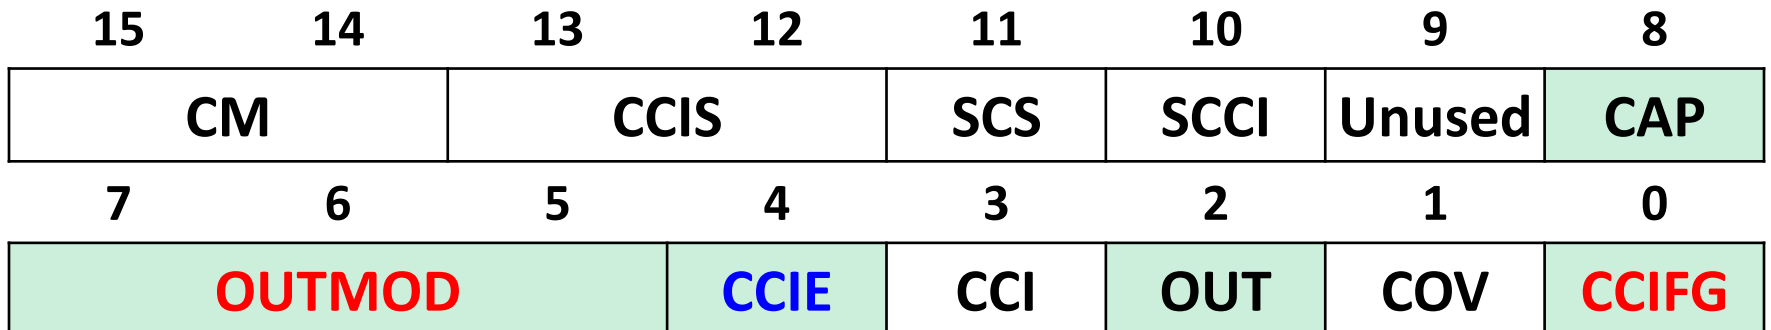 15 14 13 12 11 10 9 8
CM CCIS SCS SCCI Unused CAP
7 6 5 4 3 2 1 0
OUTMOD CCIE CCI OUT COV CCIFG